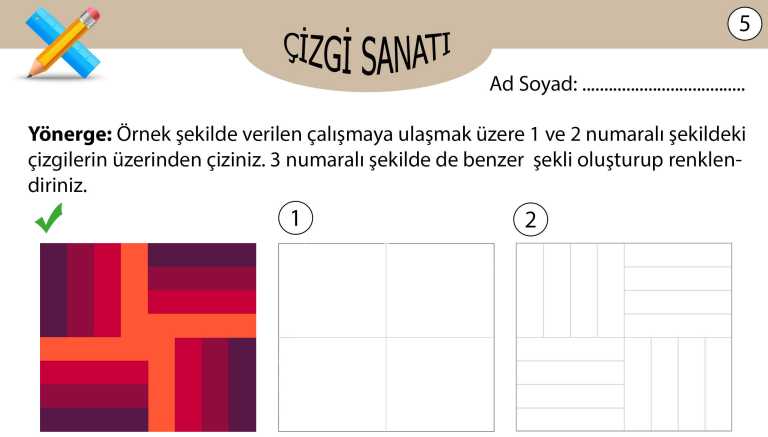 5
ÇİZGİ SANATI
Ad Soyad: .....................................
Yönerge: Örnek şekilde verilen çalışmaya ulaşmak üzere 1 ve 2 numaralı şekildeki
çizgilerin üzerinden çiziniz. 3 numaralı şekilde de benzer şekli oluşturup renklen-
diriniz.
1
2